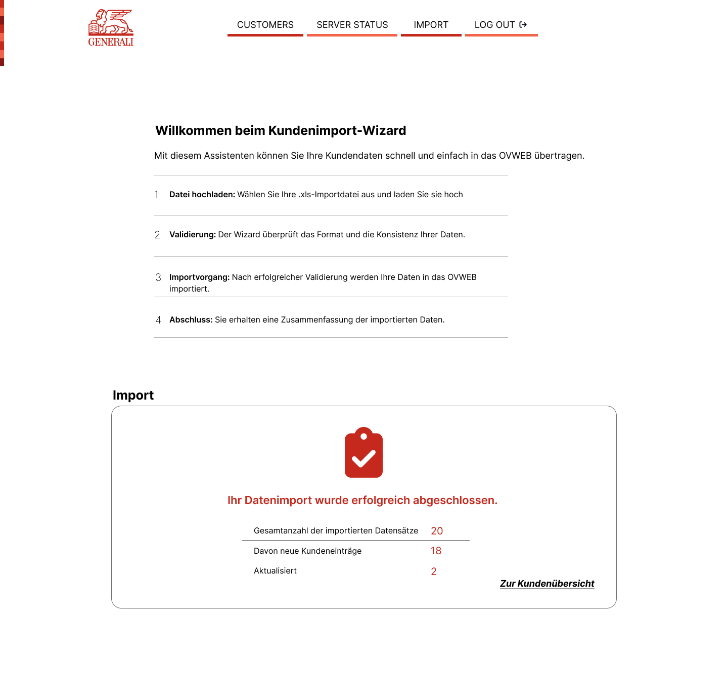 GENERALI
CUSTOMERS
SERVER STATUS
IMPORT
LOG OUT
Willkommen beim Kundenimport-Wizard
Mit diesem Assistenten können Sie Ihre Kundendaten schnell und einfach in das OVWEB übertragen.
1 Datei hochladen: Wählen Sie Ihre .xls-Importdatei aus und laden Sie sie hoch
2 Validierung: Der Wizard überprüft das Format und die Konsistenz Ihrer Daten.
3 Importvorgang: Nach erfolgreicher Validierung werden Ihre Daten in das OVWEB
importiert.
4 Abschluss: Sie erhalten eine Zusammenfassung der importierten Daten.
Import
Ihr Datenimport wurde erfolgreich abgeschlossen.
Gesamtanzahl der importierten Datensätze 20
Davon neue Kundeneinträge 18
Aktualisiert 2
Zur Kundenübersicht